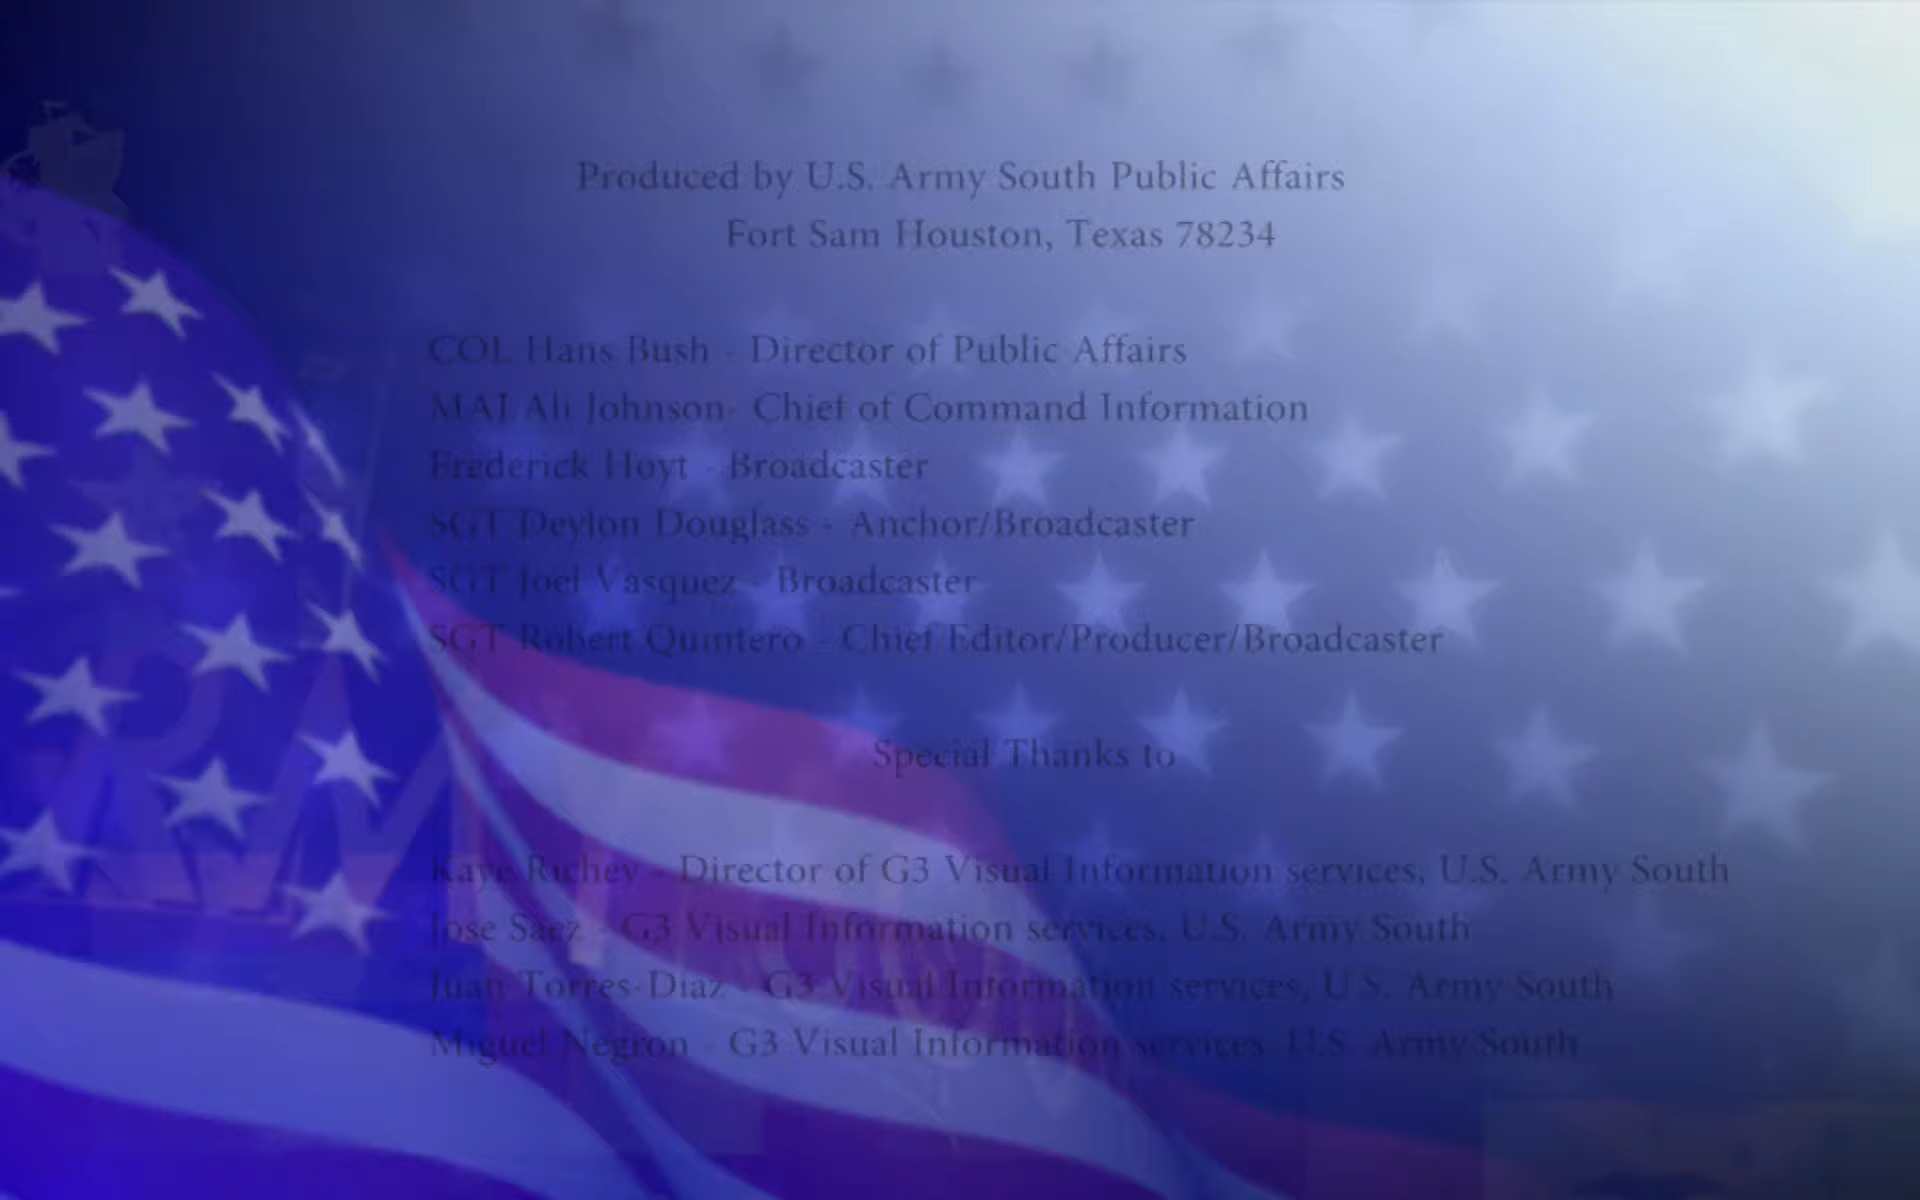 Produced by U.S. Army South Public Affairs
Fort Sam Houston, Texas 78234
COL Hans Bush - Director of Public Affairs
MAJ Ali Johnson- Chief of Command Information
Frederick Hoyt - Broadcaster
SGT Deylon Douglass - Anchor/Broadcaster
SGT Joel Vasquez - Broadcaster
SGT Robert Quintero - Chief Editor/Producer/Broadcaster
Special Thanks to
Kaye Richey - Director of G3 Visual Information services, U.S. Army South
Jose Saez - G3 Visual Information services, U.S. Army South
Juan Torres-Diaz - G3 Visual Information services, U.S. Army South
Miguel Negron - G3 Visual Information services, U.S. Army South